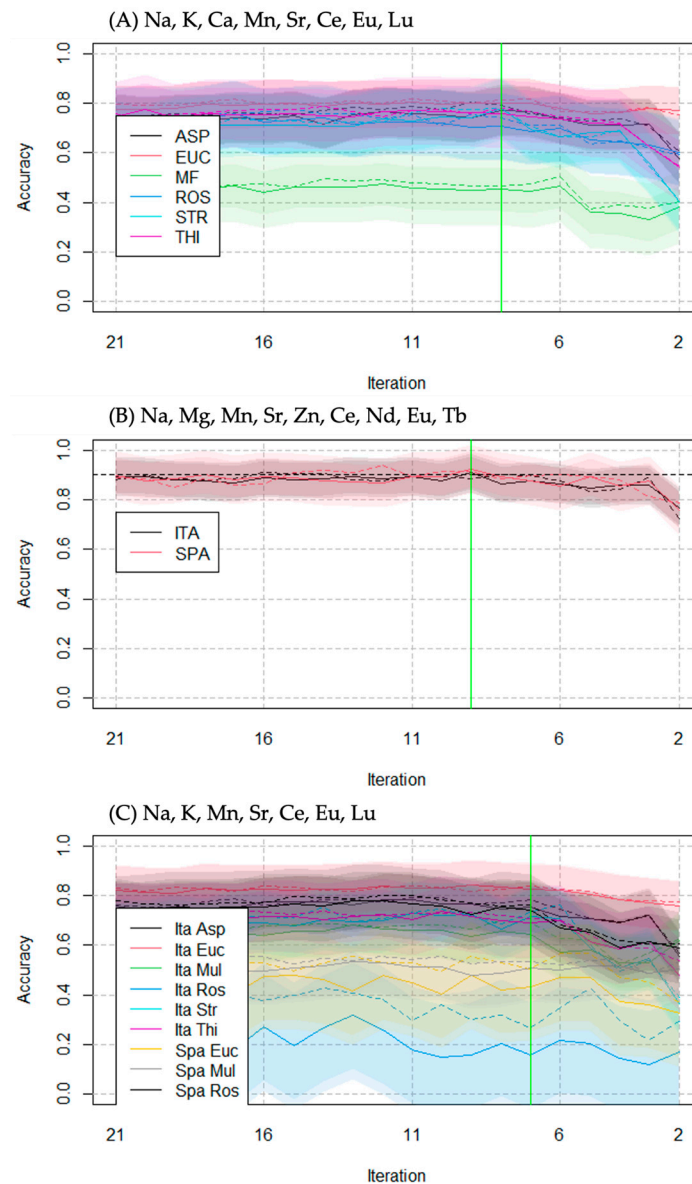 (A) Na, K, Ca, Mn, Sr, Ce, Eu, Lu
Accuracy
1.0
0.8
0.6
0.4
0.2
0.0
ASP
EUC
MF
ROS
STR
THI
21 16 11 6 2
Iteration
(B) Na, Mg, Mn, Sr, Zn, Ce, Nd, Eu, Tb
Accuracy
1.0
0.8
0.6
0.4
0.2
0.0
ITA
SPA
21 16 11 6 2
Iteration
(C) Na, K, Mn, Sr, Ce, Eu, Lu
Accuracy
1.0
0.8
0.6
0.4
0.2
0.0
Ita Asp
Ita Euc
Ita Mul
Ita Ros
Ita Str
Ita Thi
Spa Euc
Spa Mul
Spa Ros
21 16 11 6 2
Iteration